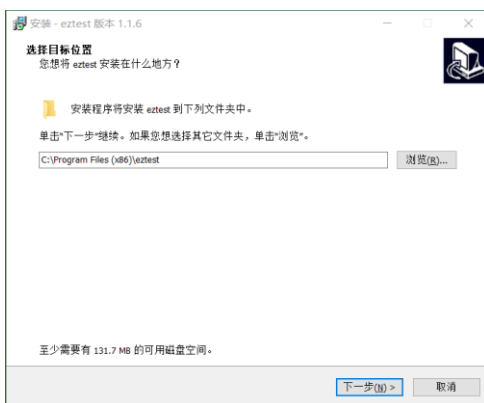 安装 - eztest 版本 1.1.6
选择目标位置
您想将 eztest 安装在什么地方？
安装程序将安装 eztest 到下列文件夹中。
单击“下一步”继续。如果您想选择其它文件夹，单击“浏览”。
C:\Program Files (x86)\eztest
浏览(R)...
至少需要有 131.7 MB 的可用磁盘空间。
下一步(N) >
取消